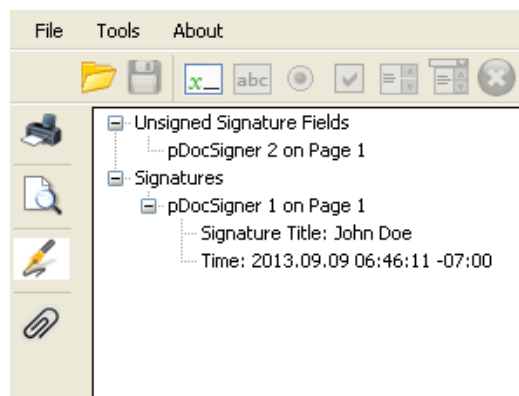 File Tools About
x_ abc
Unsigned Signature Fields
pDocSigner 2 on Page 1
Signatures
pDocSigner 1 on Page 1
Signature Title: John Doe
Time: 2013.09.09 06:46:11 -07:00